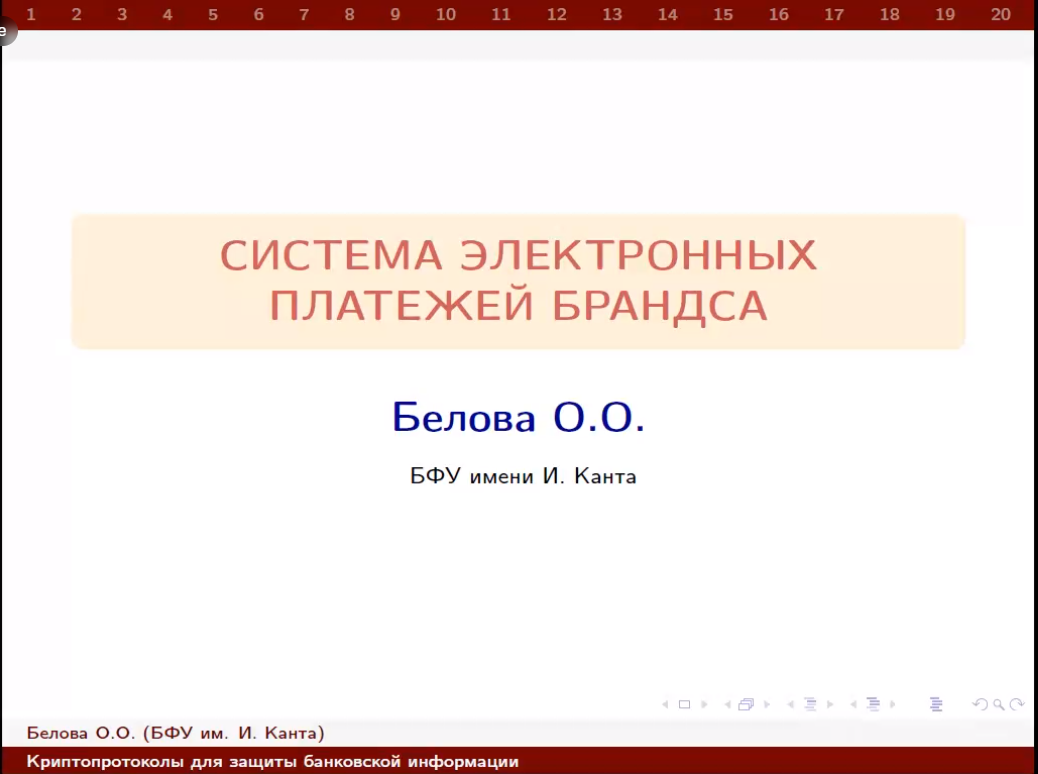 1 2 3 4 5 6 7 8 9 10 11 12 13 14 15 16 17 18 19 20
e
СИСТЕМА ЭЛЕКТРОННЫХ
ПЛАТЕЖЕЙ БРАНДСА
Белова О.О.
БФУ имени И. Канта
Белова О.О. (БФУ им. И. Канта)
Криптопротоколы для защиты банковской информации